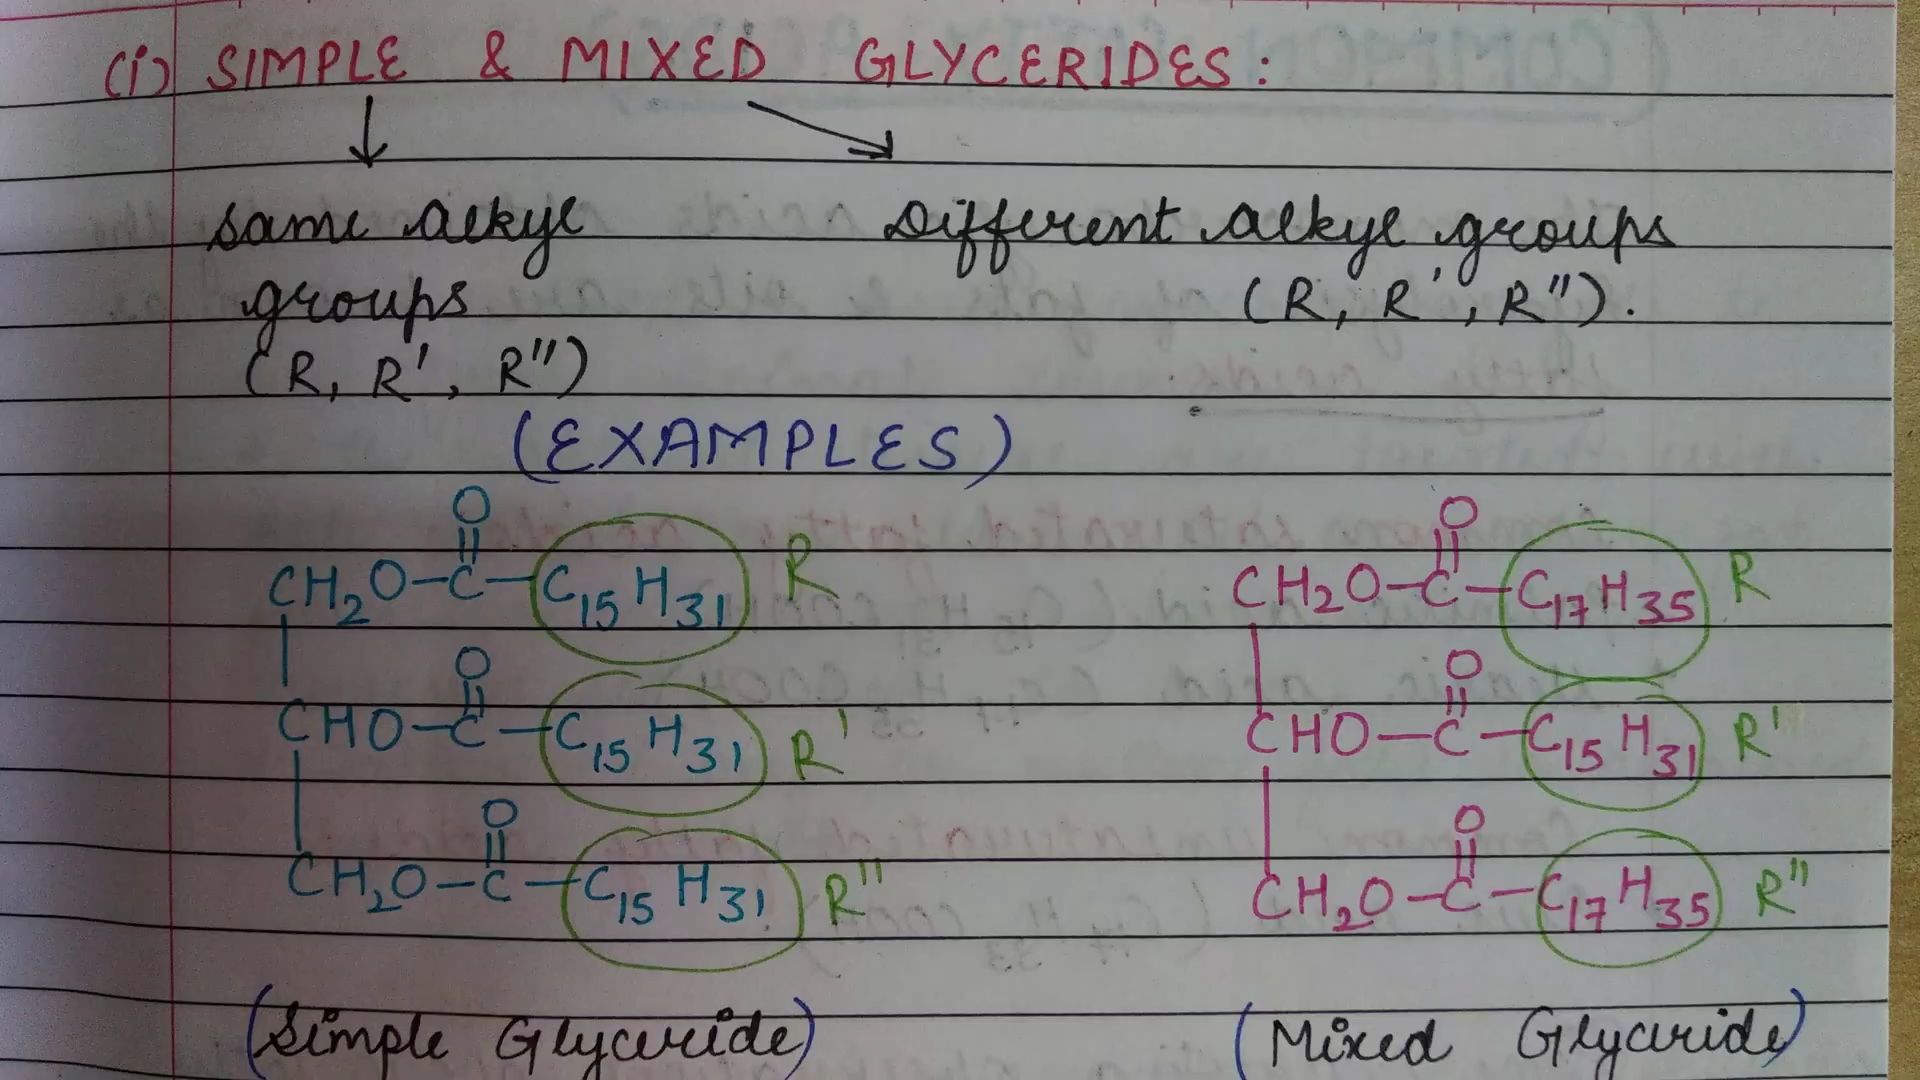 (i) SIMPLE & MIXED GLYCERIDES:
same alkyl
groups
(R, R', R")
Different alkyl groups
(R, R', R").
(EXAMPLES)
O
CH2O-C-C15H31 R
O
CHO-C-C15H31 R'
O
CH2O-C-C15H31 R"
(Simple Glyceride)
O
CH2O-C-C17H35 R
O
CHO-C-C15H31 R'
O
CH2O-C-C17H35 R"
(Mixed Glyceride)